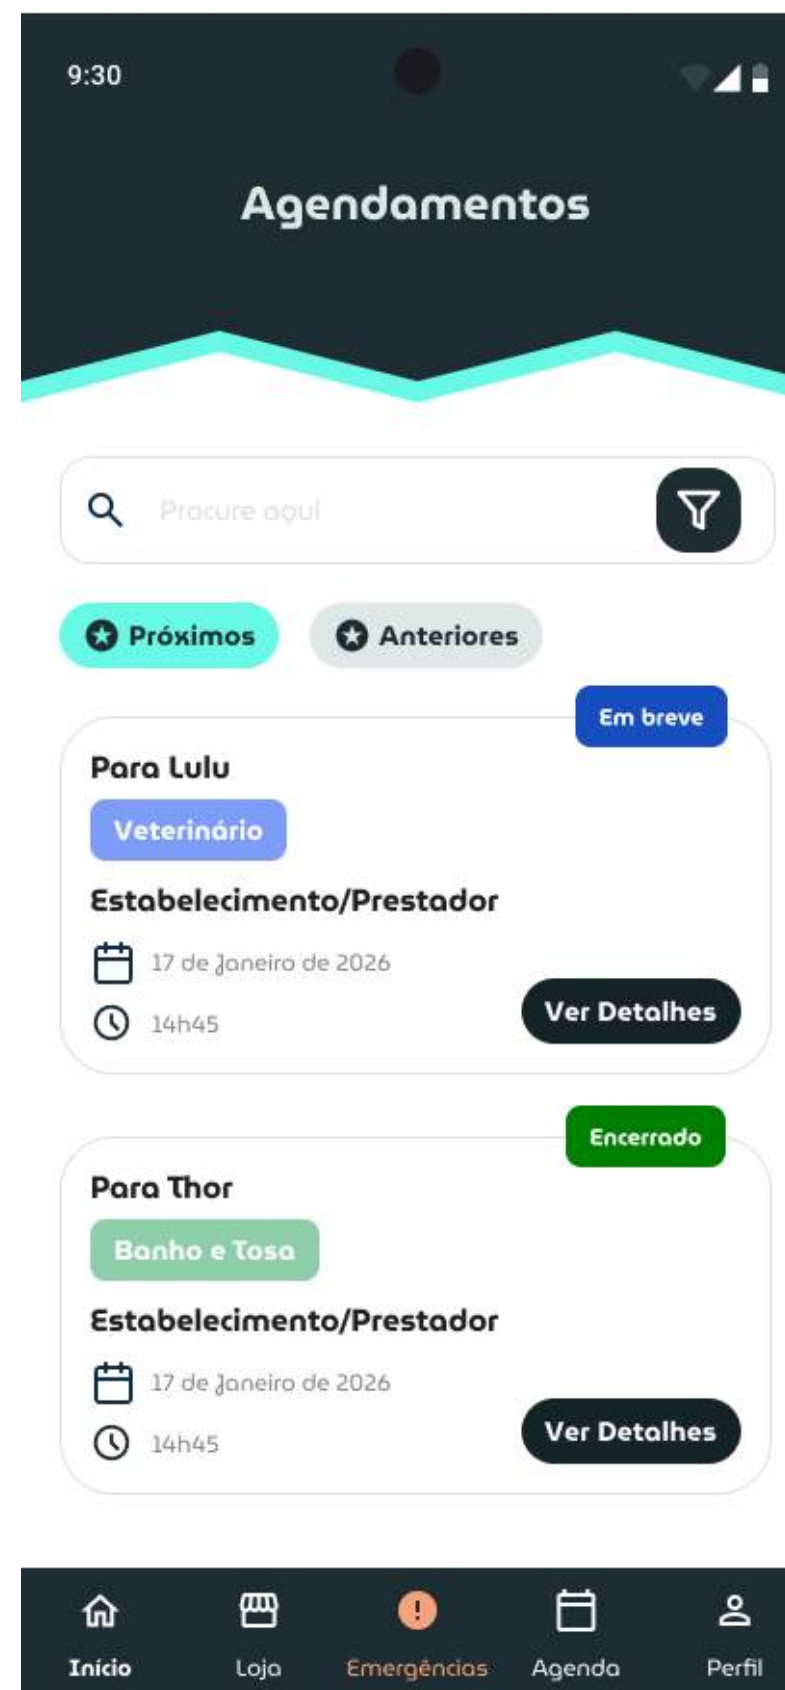 9:30
Agendamentos
Procure aqui
Próximos
Anteriores
Em breve
Para Lulu
Veterinário
Estabelecimento/Prestador
17 de Janeiro de 2026
14h45
Ver Detalhes
Encerrado
Para Thor
Banho e Tosa
Estabelecimento/Prestador
17 de Janeiro de 2026
14h45
Ver Detalhes
Início
Loja
Emergências
Agenda
Perfil